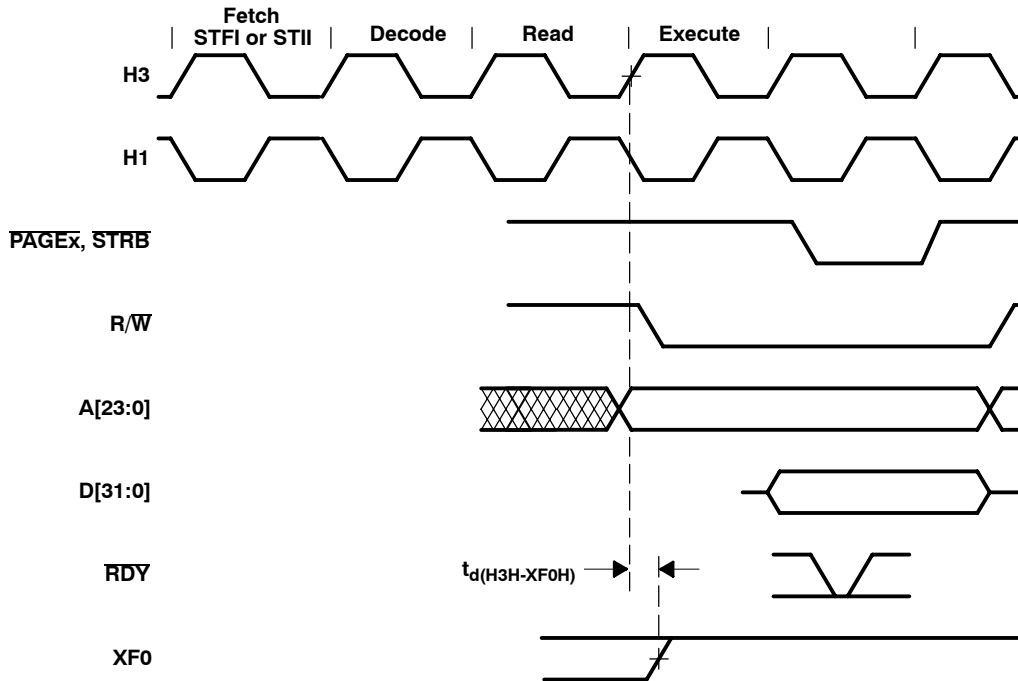 Fetch
STFI or STII
Decode
Read
Execute
H3
H1
PAGEx, STRB
R/W
A[23:0]
D[31:0]
RDY
td(H3H-XF0H)
XF0